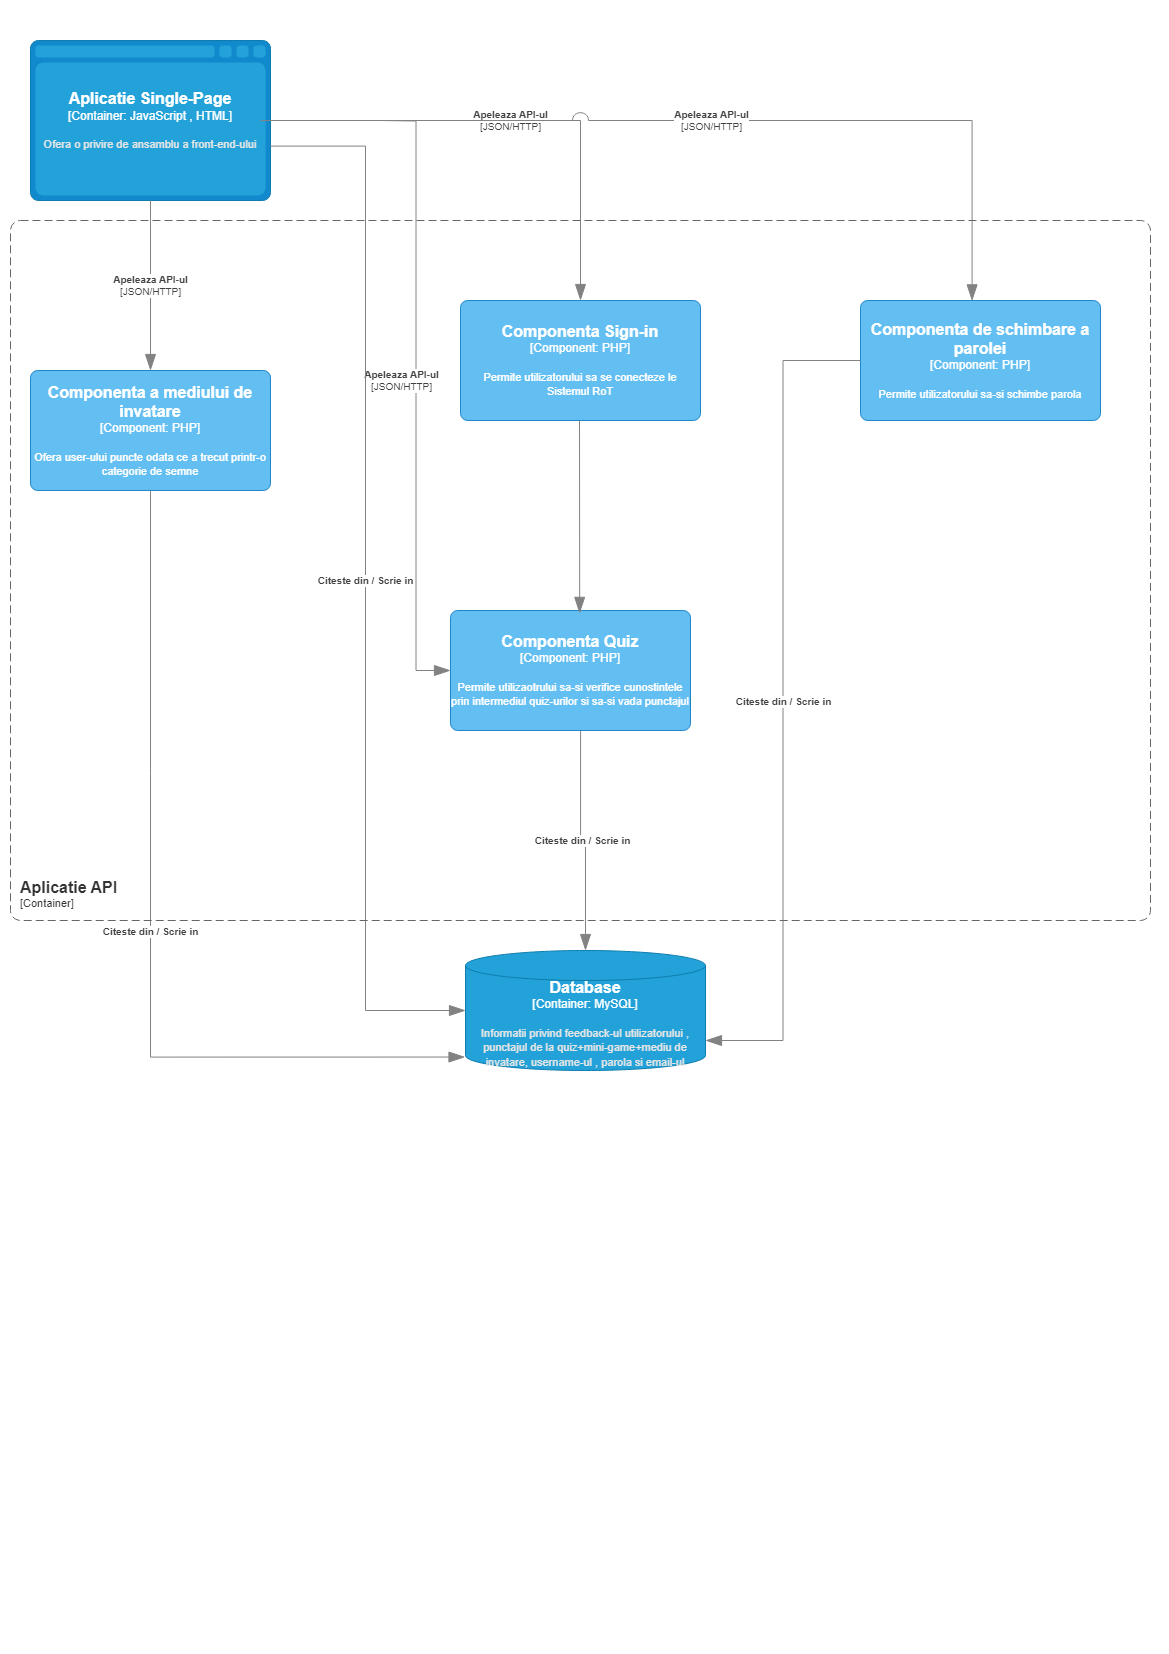 Aplicatie Single-Page
[Container: JavaScript , HTML]
Ofera o privire de ansamblu a front-end-ului
Apeleaza API-ul
[JSON/HTTP]
Apeleaza API-ul
[JSON/HTTP]
Apeleaza API-ul
[JSON/HTTP]
Apeleaza API-ul
[JSON/HTTP]
Componenta Sign-in
[Component: PHP]
Permite utilizatorului sa se conecteze le
Sistemul RoT
Componenta de schimbare a
parolei
[Component: PHP]
Permite utilizatorului sa-si schimbe parola
Componenta a mediului de
invatare
[Component: PHP]
Ofera user-ului puncte odata ce a trecut printr-o
categorie de semne
Citeste din / Scrie in
Componenta Quiz
[Component: PHP]
Permite utilizaotrului sa-si verifice cunostintele
prin intermediul quiz-urilor si sa-si vada punctajul
Citeste din / Scrie in
Citeste din / Scrie in
Aplicatie API
[Container]
Citeste din / Scrie in
Database
[Container: MySQL]
Informatii privind feedback-ul utilizatorului ,
punctajul de la quiz+mini-game+mediu de
invatare, username-ul , parola si email-ul